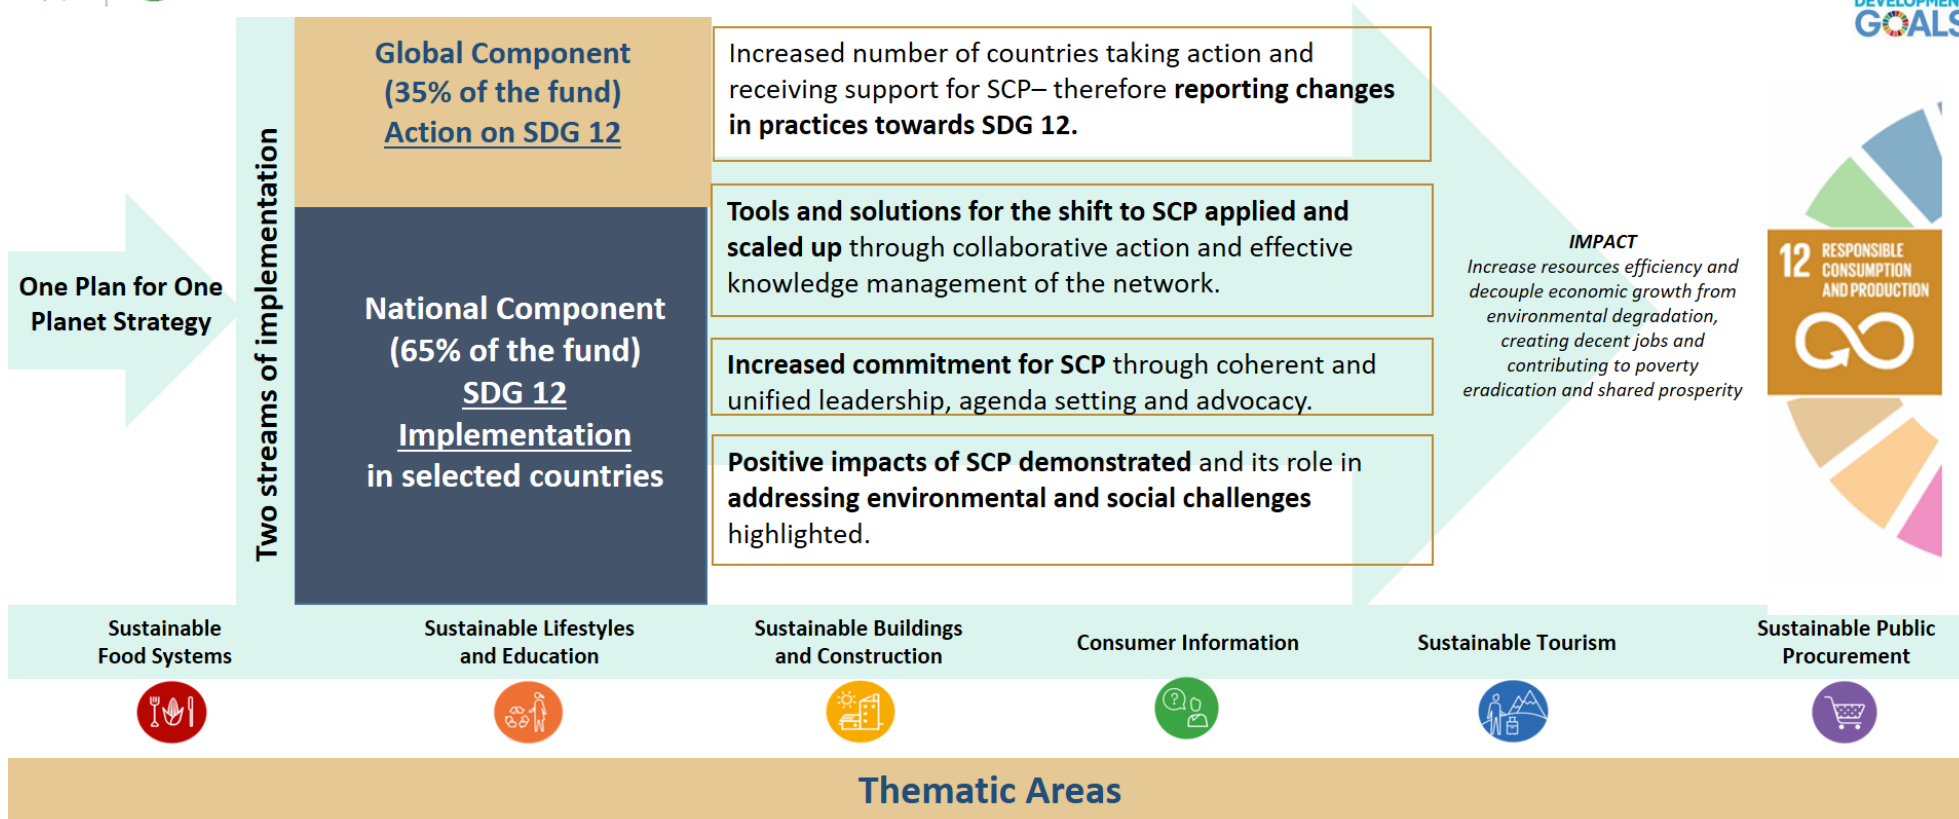 DEVELOPMENT
GOALS
Global Component
(35% of the fund)
Action on SDG 12
Increased number of countries taking action and
receiving support for SCP– therefore reporting changes
in practices towards SDG 12.
One Plan for One
Planet Strategy
Two streams of implementation
National Component
(65% of the fund)
SDG 12
Implementation
in selected countries
Tools and solutions for the shift to SCP applied and
scaled up through collaborative action and effective
knowledge management of the network.
Increased commitment for SCP through coherent and
unified leadership, agenda setting and advocacy.
Positive impacts of SCP demonstrated and its role in
addressing environmental and social challenges
highlighted.
IMPACT
Increase resources efficiency and
decouple economic growth from
environmental degradation,
creating decent jobs and
contributing to poverty
eradication and shared prosperity
12 RESPONSIBLE
CONSUMPTION
AND PRODUCTION
Sustainable
Food Systems
Sustainable Lifestyles
and Education
Sustainable Buildings
and Construction
Consumer Information
Sustainable Tourism
Sustainable Public
Procurement
Thematic Areas